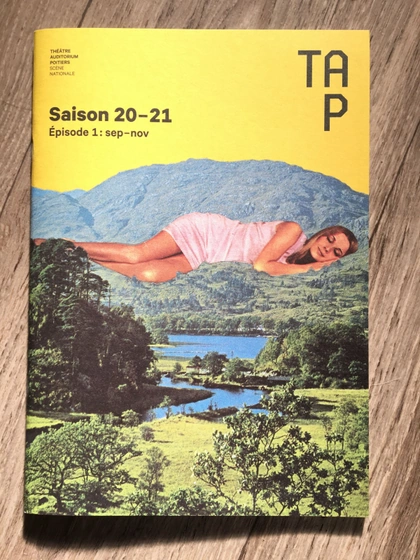 THÉÂTRE
AUDITORIUM
POITIERS
SCÈNE
NATIONALE
TA
P
Saison 20–21
Épisode 1 : sep–nov